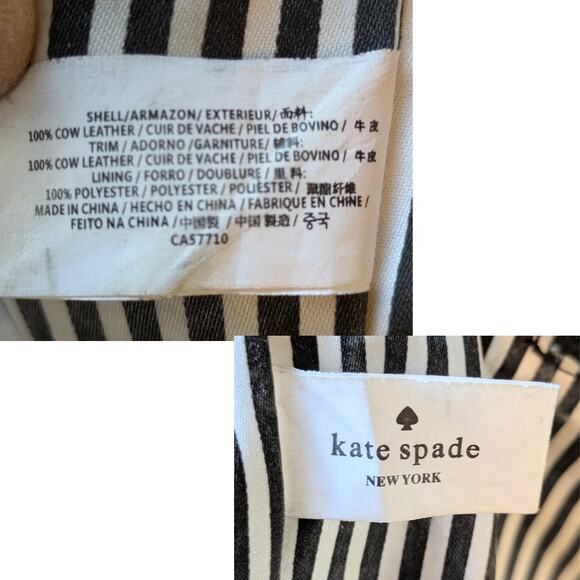 SHELL/ARMAZON/EXTERIEUR/面料:
100% COW LEATHER/CUIR DE VACHE/PIEL DE BOVINO/ 牛皮
TRIM/ADORNO/GARNITURE/辅料:
100% COW LEATHER/CUIR DE VACHE/PIEL DE BOVINO/ 牛皮
LINING/FORRO/DOUBLURE/里料:
100% POLYESTER/POLYESTER/POLIESTER/聚酯纤维
MADE IN CHINA/HECHO EN CHINA/FABRIQUE EN CHINE/
FEITO NA CHINA/中国製/中国製造/중국
CA57710
kate spade
NEW YORK